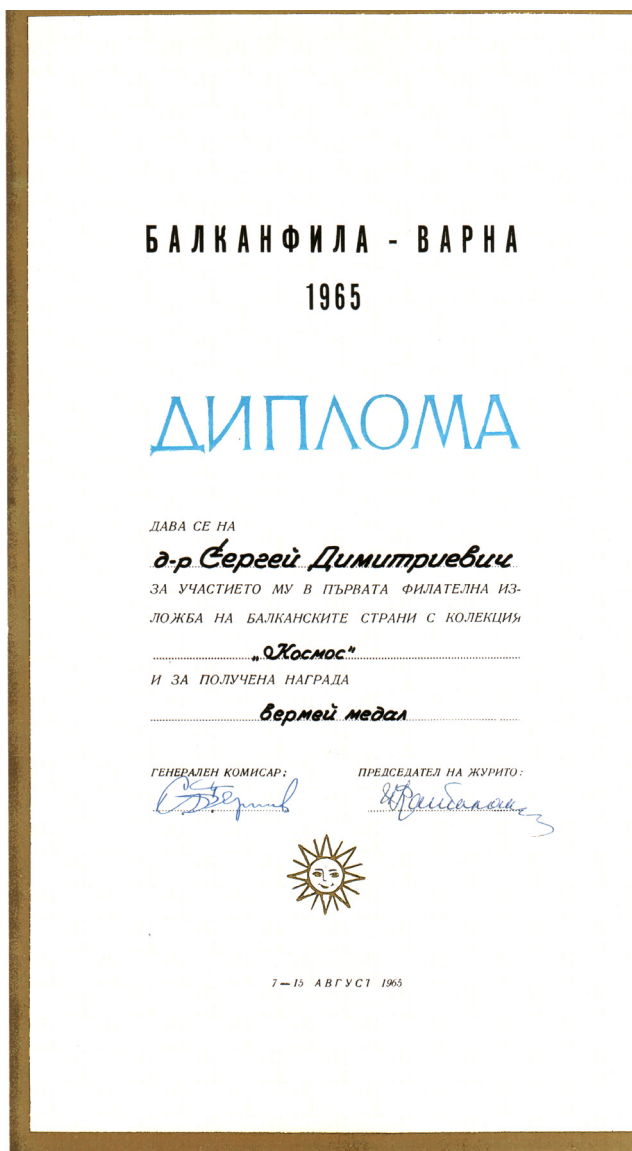 БАЛКАНФИЛА - ВАРНА
1965
ДИПЛОМА
ДАВА СЕ НА
д-р Сергей Димитриевич
ЗА УЧАСТИЕТО МУ В ПЪРВАТА ФИЛАТЕЛНА ИЗ-
ЛОЖБА НА БАЛКАНСКИТЕ СТРАНИ С КОЛЕКЦИЯ
„Космос"
И ЗА ПОЛУЧЕНА НАГРАДА
вермей медал
ГЕНЕРАЛЕН КОМИСАР: ПРЕДСЕДАТЕЛ НА ЖУРИТО:
7—15 АВГУСТ 1965